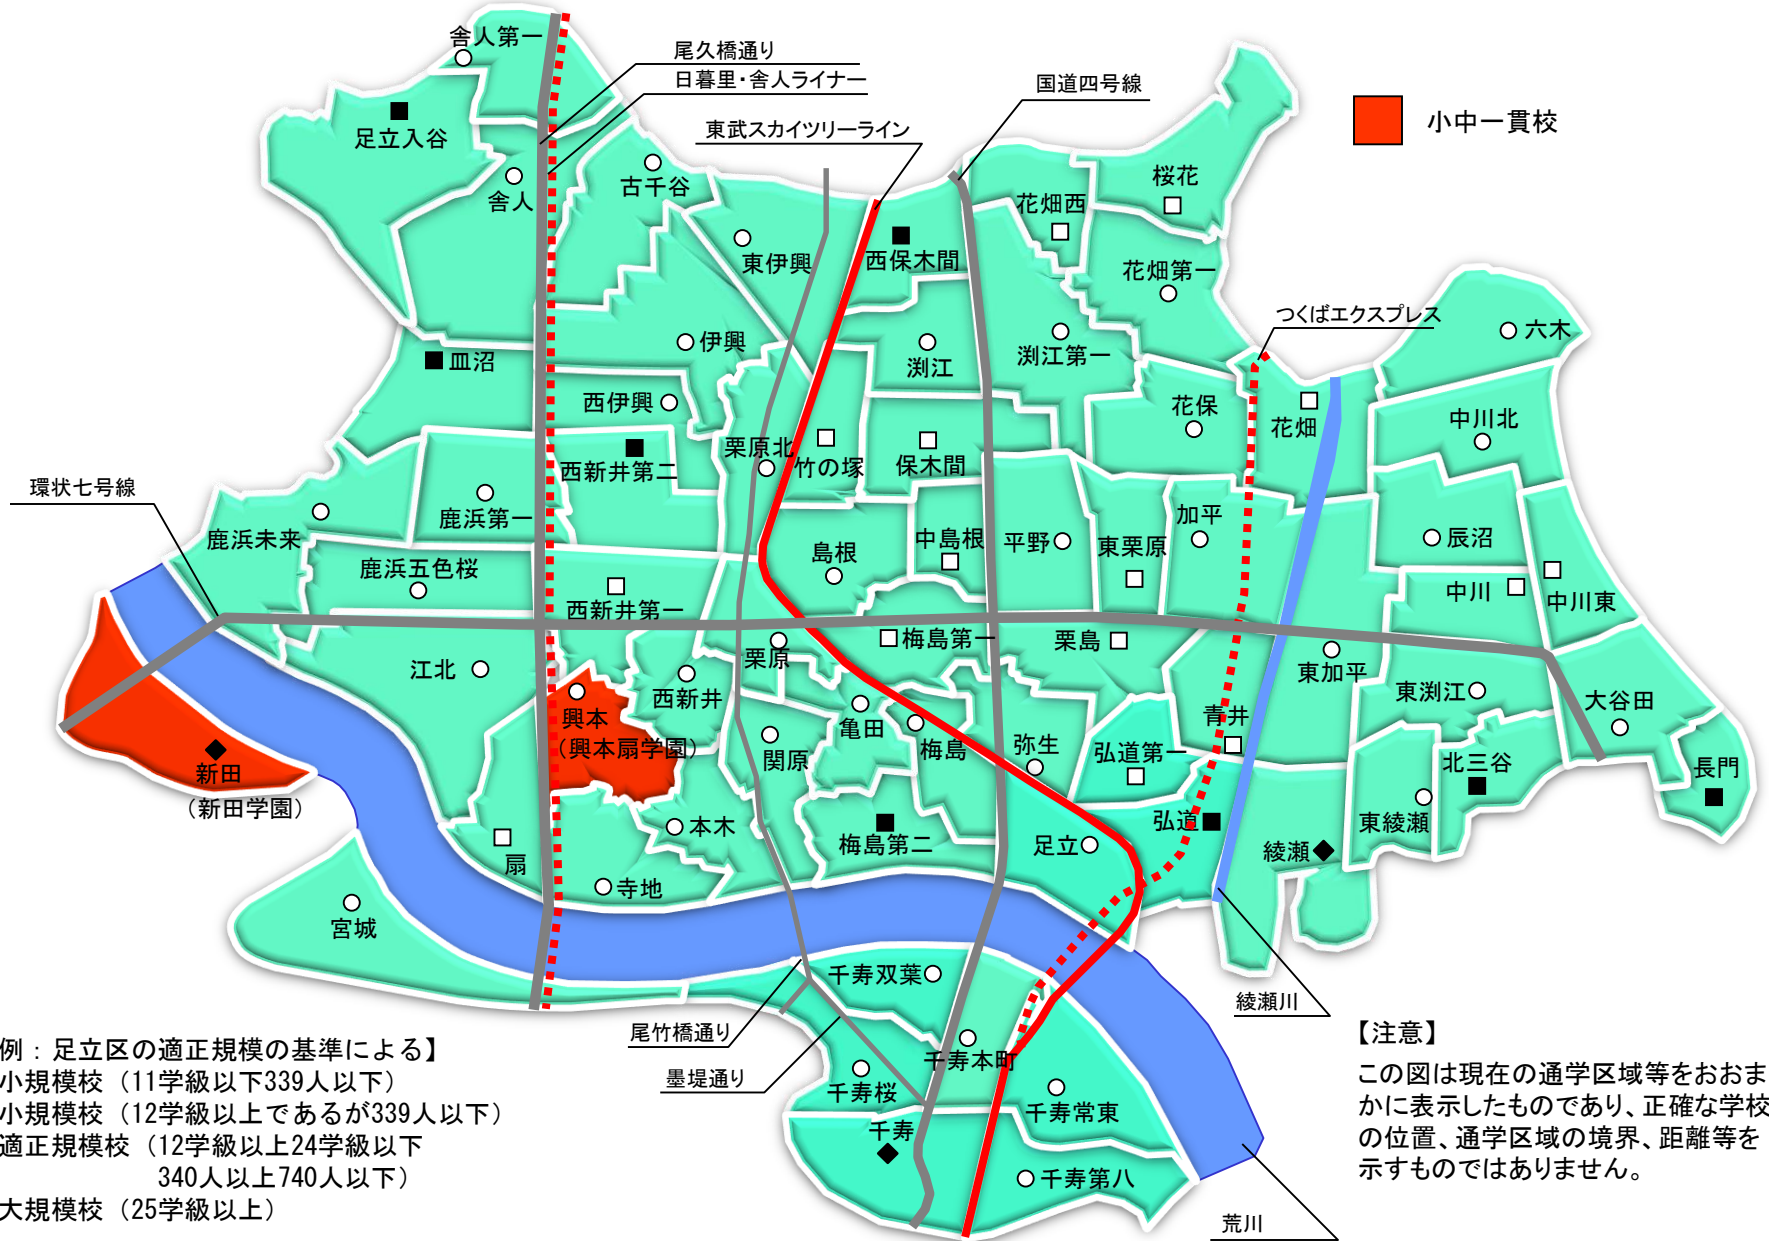 舎人第一
尾久橋通り
日暮里・舎人ライナー
国道四号線
東武スカイツリーライン
小中一貫校
足立入谷
舎人
古千谷
桜花
花畑西
東伊興
西保木間
花畑第一
つくばエクスプレス
六木
伊興
渕江
渕江第一
皿沼
西伊興
花保
花畑
中川北
栗原北
竹の塚
保木間
西新井第二
環状七号線
鹿浜第一
鹿浜未来
島根
中島根
平野
東栗原
加平
辰沼
鹿浜五色桜
西新井第一
中川
中川東
江北
栗原
梅島第一
栗島
東加平
西新井
東渕江
大谷田
興本
(興本扇学園)
関原
亀田
梅島
弥生
弘道第一
青井
北三谷
長門
新田
(新田学園)
本木
梅島第二
足立
弘道
綾瀬
東綾瀬
扇
寺地
宮城
千寿双葉
綾瀬川
尾竹橋通り
千寿本町
墨堤通り
千寿桜
千寿常東
千寿
千寿第八
荒川
例：足立区の適正規模の基準による】
小規模校 (11学級以下339人以下)
小規模校 (12学級以上であるが339人以下)
適正規模校 (12学級以上24学級以下
340人以上740人以下)
大規模校 (25学級以上)
【注意】
この図は現在の通学区域等をおおま
かに表示したものであり、正確な学校
の位置、通学区域の境界、距離等を
示すものではありません。